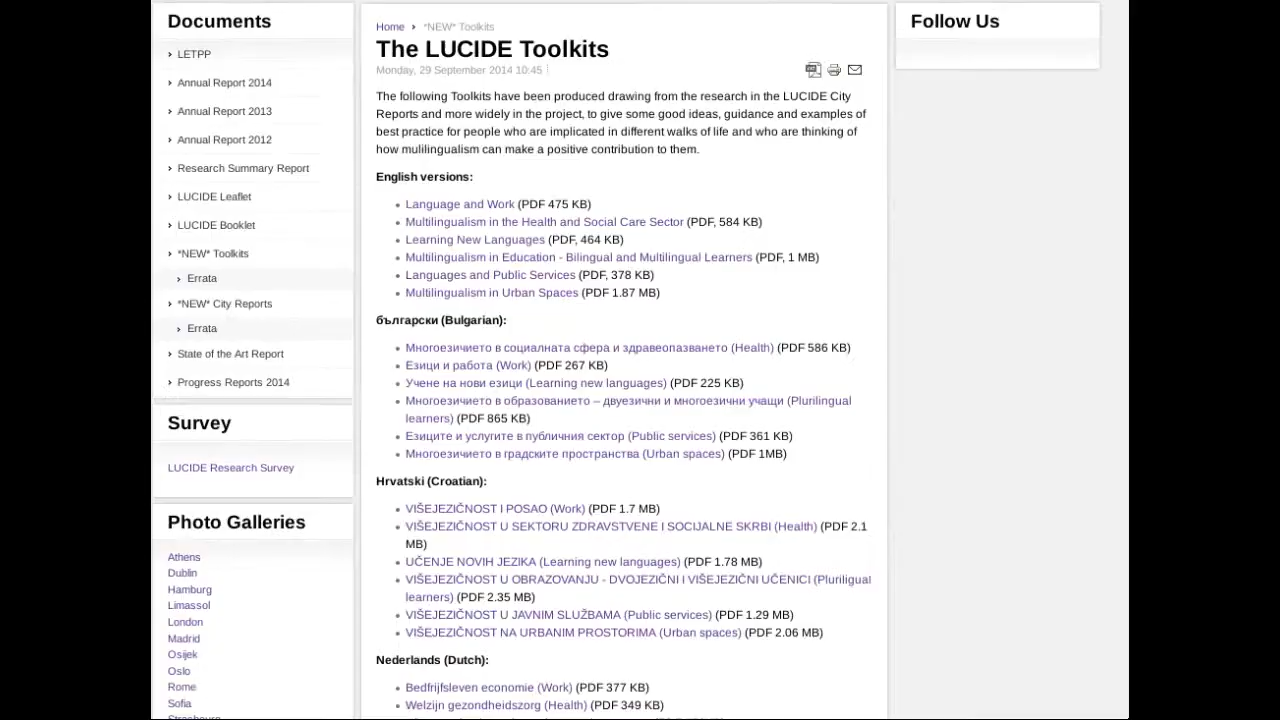 Documents
LETPP
Annual Report 2014
Annual Report 2013
Annual Report 2012
Research Summary Report
LUCIDE Leaflet
LUCIDE Booklet
*NEW* Toolkits
Errata
*NEW* City Reports
Errata
State of the Art Report
Progress Reports 2014
Survey
LUCIDE Research Survey
Photo Galleries
Athens
Dublin
Hamburg
Limassol
London
Madrid
Osijek
Oslo
Rome
Sofia
Strasbourg
Home › *NEW* Toolkits
The LUCIDE Toolkits
Monday, 29 September 2014 10:45
The following Toolkits have been produced drawing from the research in the LUCIDE City
Reports and more widely in the project, to give some good ideas, guidance and examples of
best practice for people who are implicated in different walks of life and who are thinking of
how mulilingualism can make a positive contribution to them.
English versions:
Language and Work (PDF 475 KB)
Multilingualism in the Health and Social Care Sector (PDF, 584 KB)
Learning New Languages (PDF, 464 KB)
Multilingualism in Education - Bilingual and Multilingual Learners (PDF, 1 MB)
Languages and Public Services (PDF, 378 KB)
Multilingualism in Urban Spaces (PDF 1.87 MB)
български (Bulgarian):
Многоезичието в социалната сфера и здравеопазването (Health) (PDF 586 KB)
Езици и работа (Work) (PDF 267 KB)
Учене на нови езици (Learning new languages) (PDF 225 KB)
Многоезичието в образованието – двуезични и многоезични учащи (Plurilingual
learners) (PDF 865 KB)
Езиците и услугите в публичния сектор (Public services) (PDF 361 KB)
Многоезичието в градските пространства (Urban spaces) (PDF 1MB)
Hrvatski (Croatian):
VIŠEJEZIČNOST I POSAO (Work) (PDF 1.7 MB)
VIŠEJEZIČNOST U SEKTORU ZDRAVSTVENE I SOCIJALNE SKRBI (Health) (PDF 2.1
MB)
UČENJE NOVIH JEZIKA (Learning new languages) (PDF 1.78 MB)
VIŠEJEZIČNOST U OBRAZOVANJU - DVOJEZIČNI I VIŠEJEZIČNI UČENICI (Pluriligual
learners) (PDF 2.35 MB)
VIŠEJEZIČNOST U JAVNIM SLUŽBAMA (Public services) (PDF 1.29 MB)
VIŠEJEZIČNOST NA URBANIM PROSTORIMA (Urban spaces) (PDF 2.06 MB)
Nederlands (Dutch):
Bedfrijfsleven economie (Work) (PDF 377 KB)
Welzijn gezondheidszorg (Health) (PDF 349 KB)
Follow Us